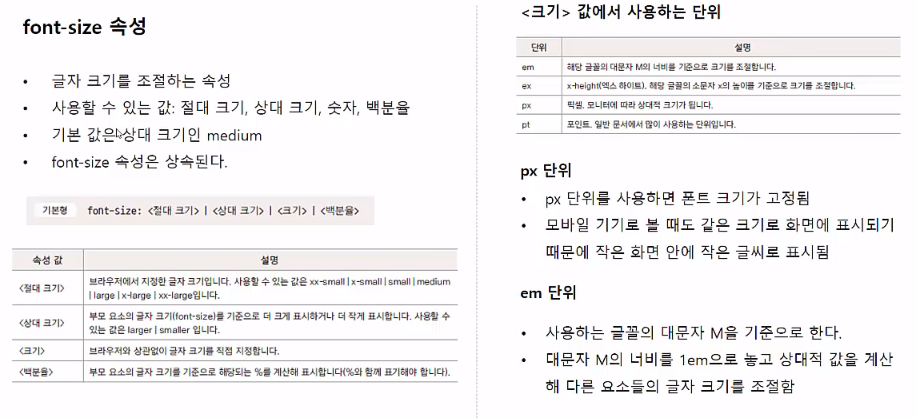 font-size 속성
• 글자 크기를 조절하는 속성
• 사용할 수 있는 값: 절대 크기, 상대 크기, 숫자, 백분율
• 기본 값은 상대 크기인 medium
• font-size 속성은 상속된다.
기본형 font-size: <절대 크기> | <상대 크기> | <크기> | <백분율>
속성 값 설명
<절대 크기> 브라우저에서 지정한 글자 크기입니다. 사용할 수 있는 값은 xx-small | x-small | small | medium
| large | x-large | xx-large입니다.
<상대 크기> 부모 요소의 글자 크기(font-size)를 기준으로 더 크게 표시하거나 더 작게 표시합니다. 사용할 수
있는 값은 larger | smaller 입니다.
<크기> 브라우저와 상관없이 글자 크기를 직접 지정합니다.
<백분율> 부모 요소의 글자 크기를 기준으로 해당되는 %를 계산해 표시합니다(%와 함께 표기해야 합니다).
<크기> 값에서 사용하는 단위
단위 설명
em 해당 글꼴의 대문자 M의 너비를 기준으로 크기를 조절합니다.
ex x-height(엑스 하이트). 해당 글꼴의 소문자 x의 높이를 기준으로 크기를 조절합니다.
px 픽셀. 모니터에 따라 상대적 크기가 됩니다.
pt 포인트. 일반 문서에서 많이 사용하는 단위입니다.
px 단위
• px 단위를 사용하면 폰트 크기가 고정됨
• 모바일 기기로 볼 때도 같은 크기로 화면에 표시되기
때문에 작은 화면 안에 작은 글씨로 표시됨
em 단위
• 사용하는 글꼴의 대문자 M을 기준으로 한다.
• 대문자 M의 너비를 1em으로 놓고 상대적 값을 계산
해 다른 요소들의 글자 크기를 조절함